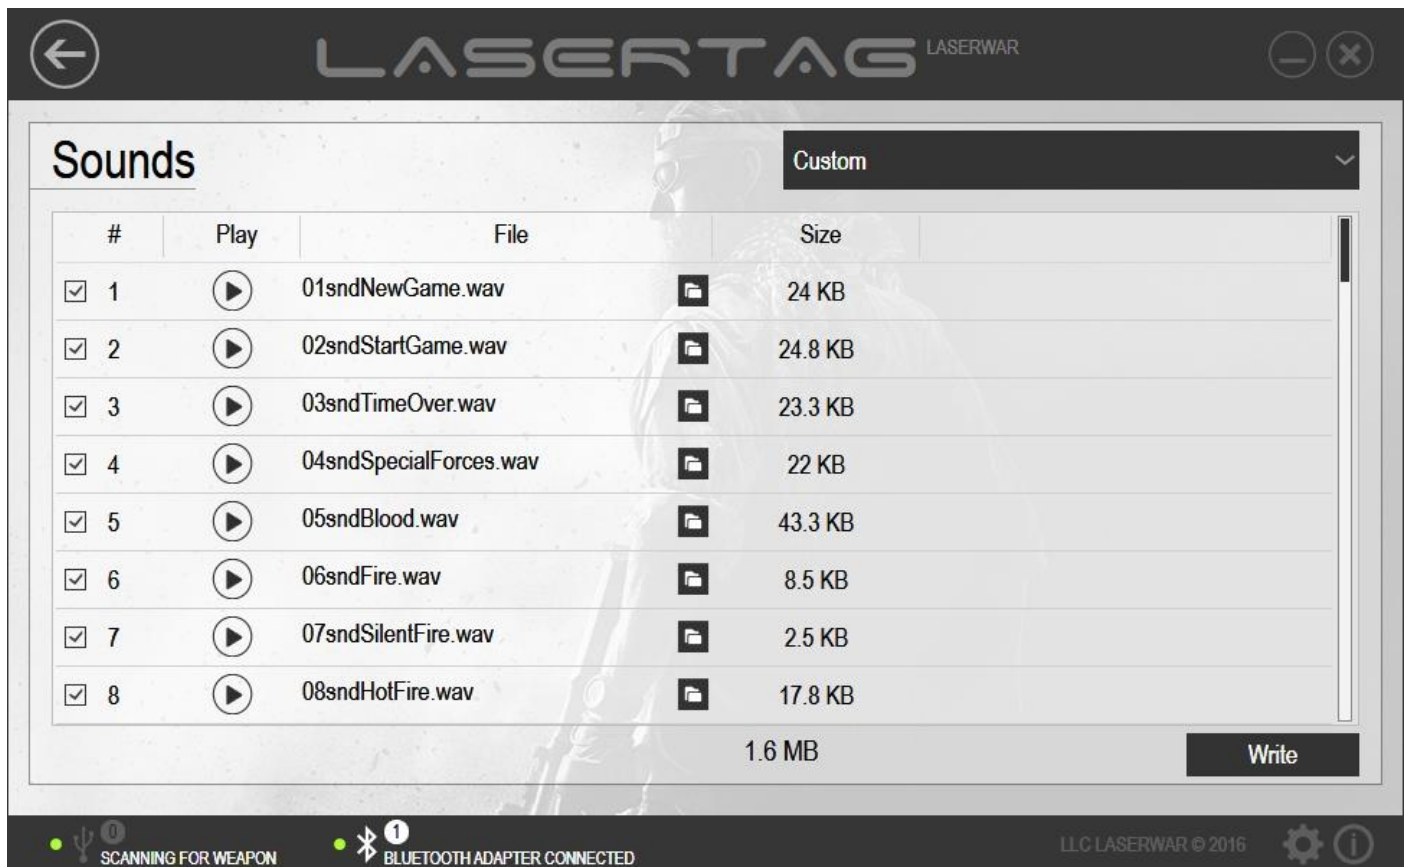 LASERTAG LASERWAR
Sounds
Custom
# Play File Size
1 01sndNewGame.wav 24 KB
2 02sndStartGame.wav 24.8 KB
3 03sndTimeOver.wav 23.3 KB
4 04sndSpecialForces.wav 22 KB
5 05sndBlood.wav 43.3 KB
6 06sndFire.wav 8.5 KB
7 07sndSilentFire.wav 2.5 KB
8 08sndHotFire.wav 17.8 KB
1.6 MB
Write
0
SCANNING FOR WEAPON
1
BLUETOOTH ADAPTER CONNECTED
LLC LASERWAR © 2016